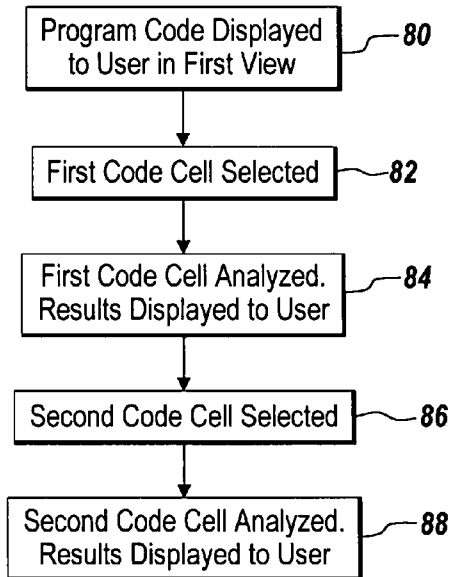 Program Code Displayed
to User in First View
80
First Code Cell Selected
82
First Code Cell Analyzed.
Results Displayed to User
84
Second Code Cell Selected
86
Second Code Cell Analyzed.
Results Displayed to User
88